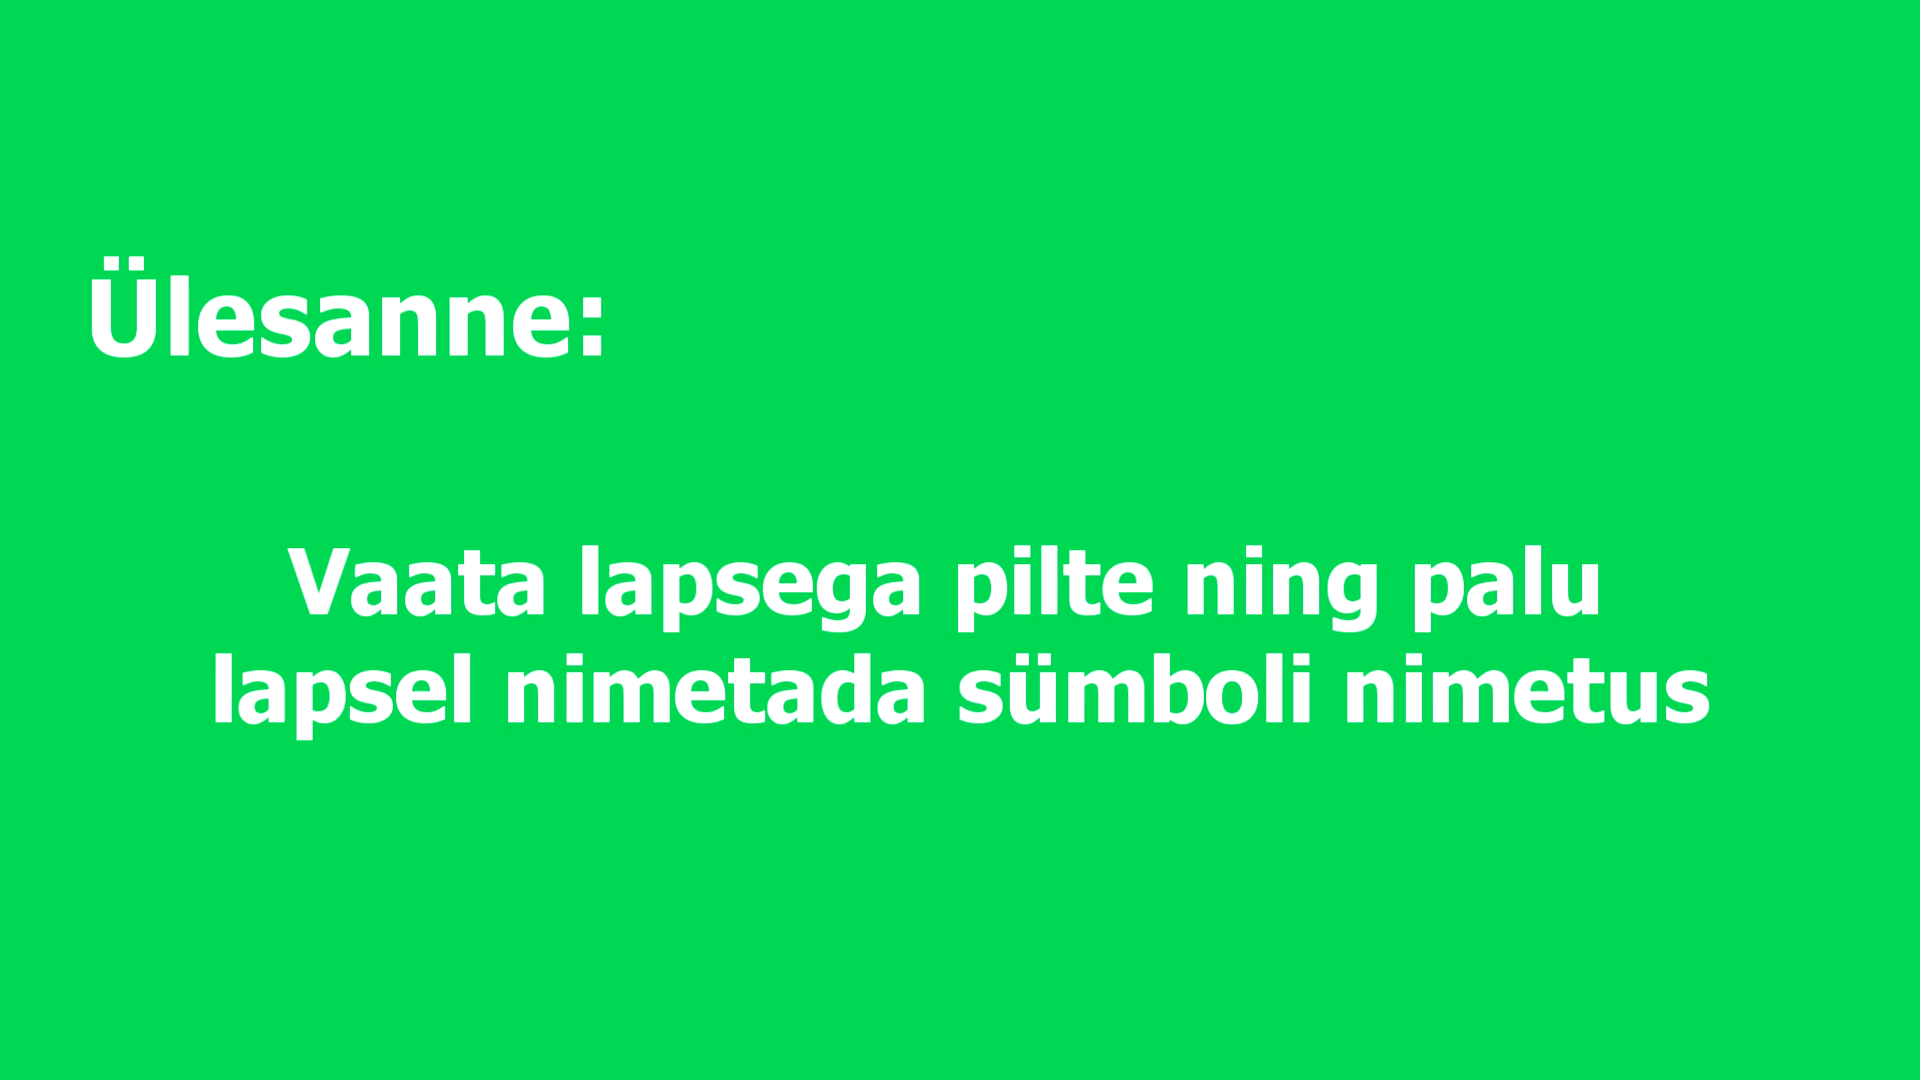 Ülesanne:
Vaata lapsega pilte ning palu
lapsel nimetada sümboli nimetus